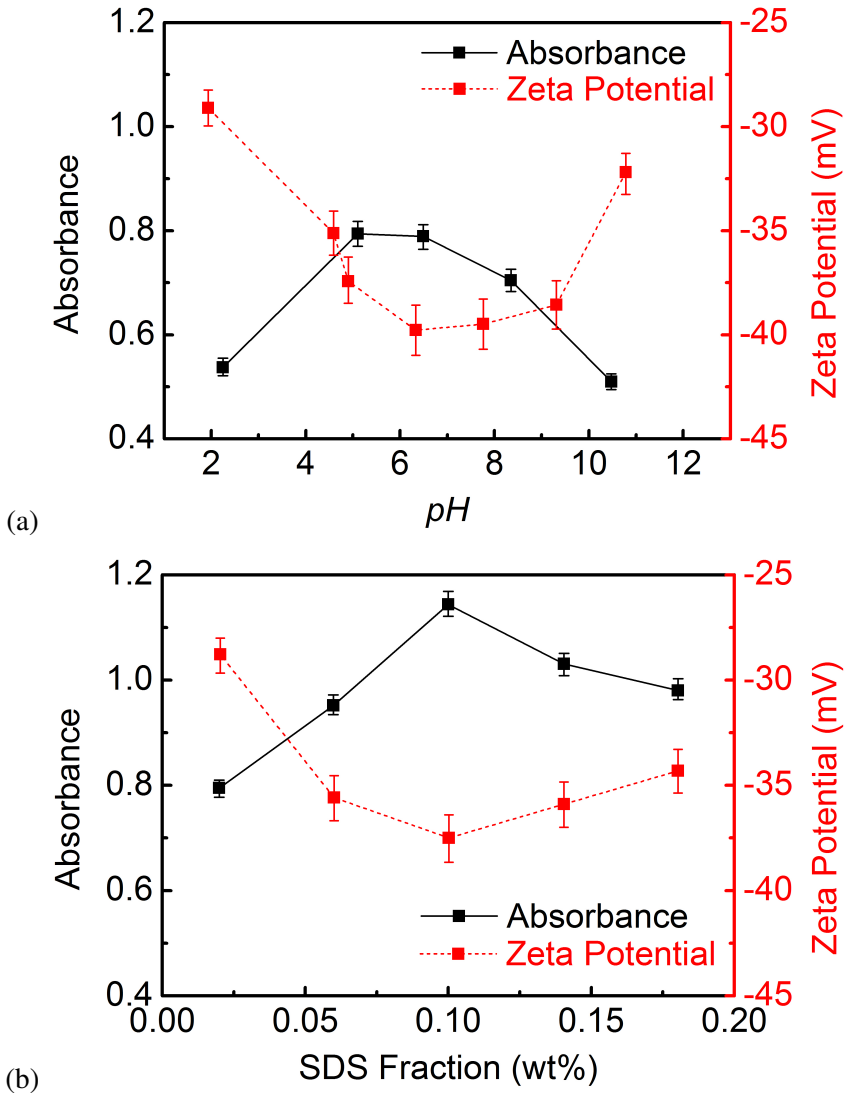 1.2
1.0
0.8
0.6
0.4
Absorbance
Absorbance
Zeta Potential
-25
-30
-35
-40
-45
Zeta Potential (mV)
2 4 6 8 10 12
pH
(a)
1.2
1.0
0.8
0.6
0.4
Absorbance
Absorbance
Zeta Potential
-25
-30
-35
-40
-45
Zeta Potential (mV)
0.00 0.05 0.10 0.15 0.20
SDS Fraction (wt%)
(b)